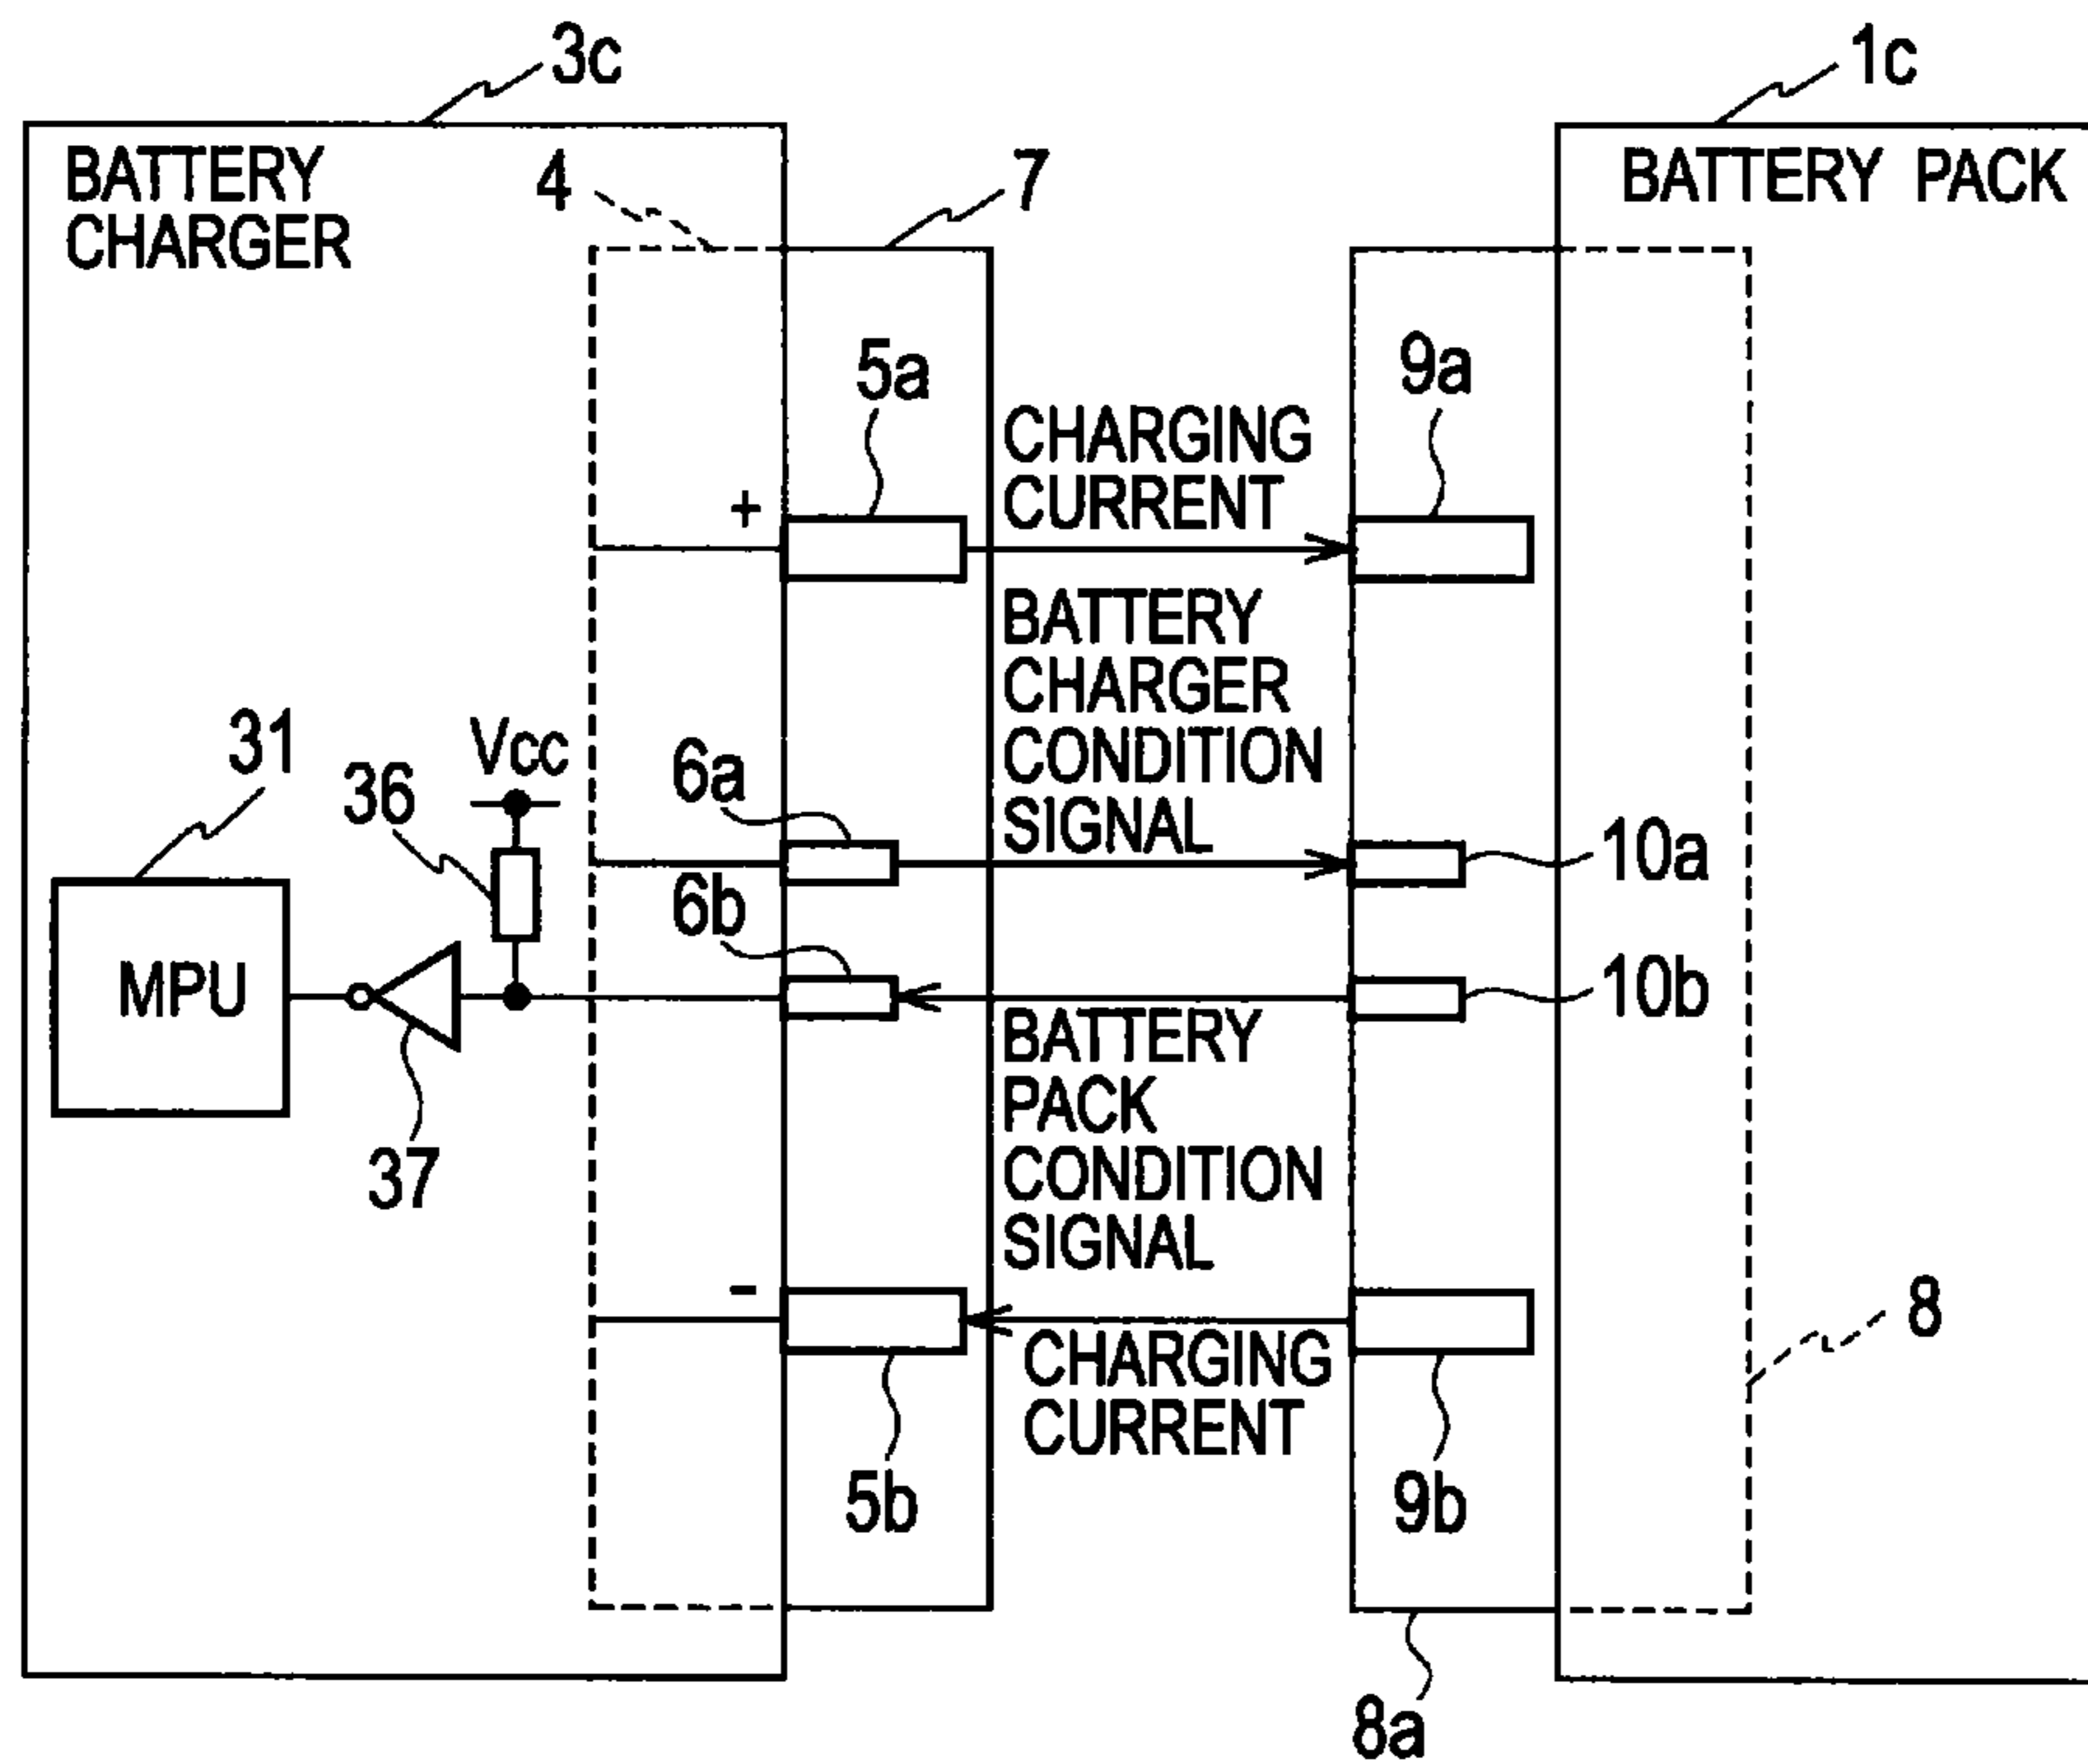 3c
1c
BATTERY
CHARGER
4
7
BATTERY PACK
5a
9a
CHARGING
CURRENT
+
BATTERY
CHARGER
CONDITION
SIGNAL
31
36
Vcc
6a
10a
6b
MPU
10b
BATTERY
PACK
CONDITION
SIGNAL
37
-
8
CHARGING
CURRENT
5b
9b
8a